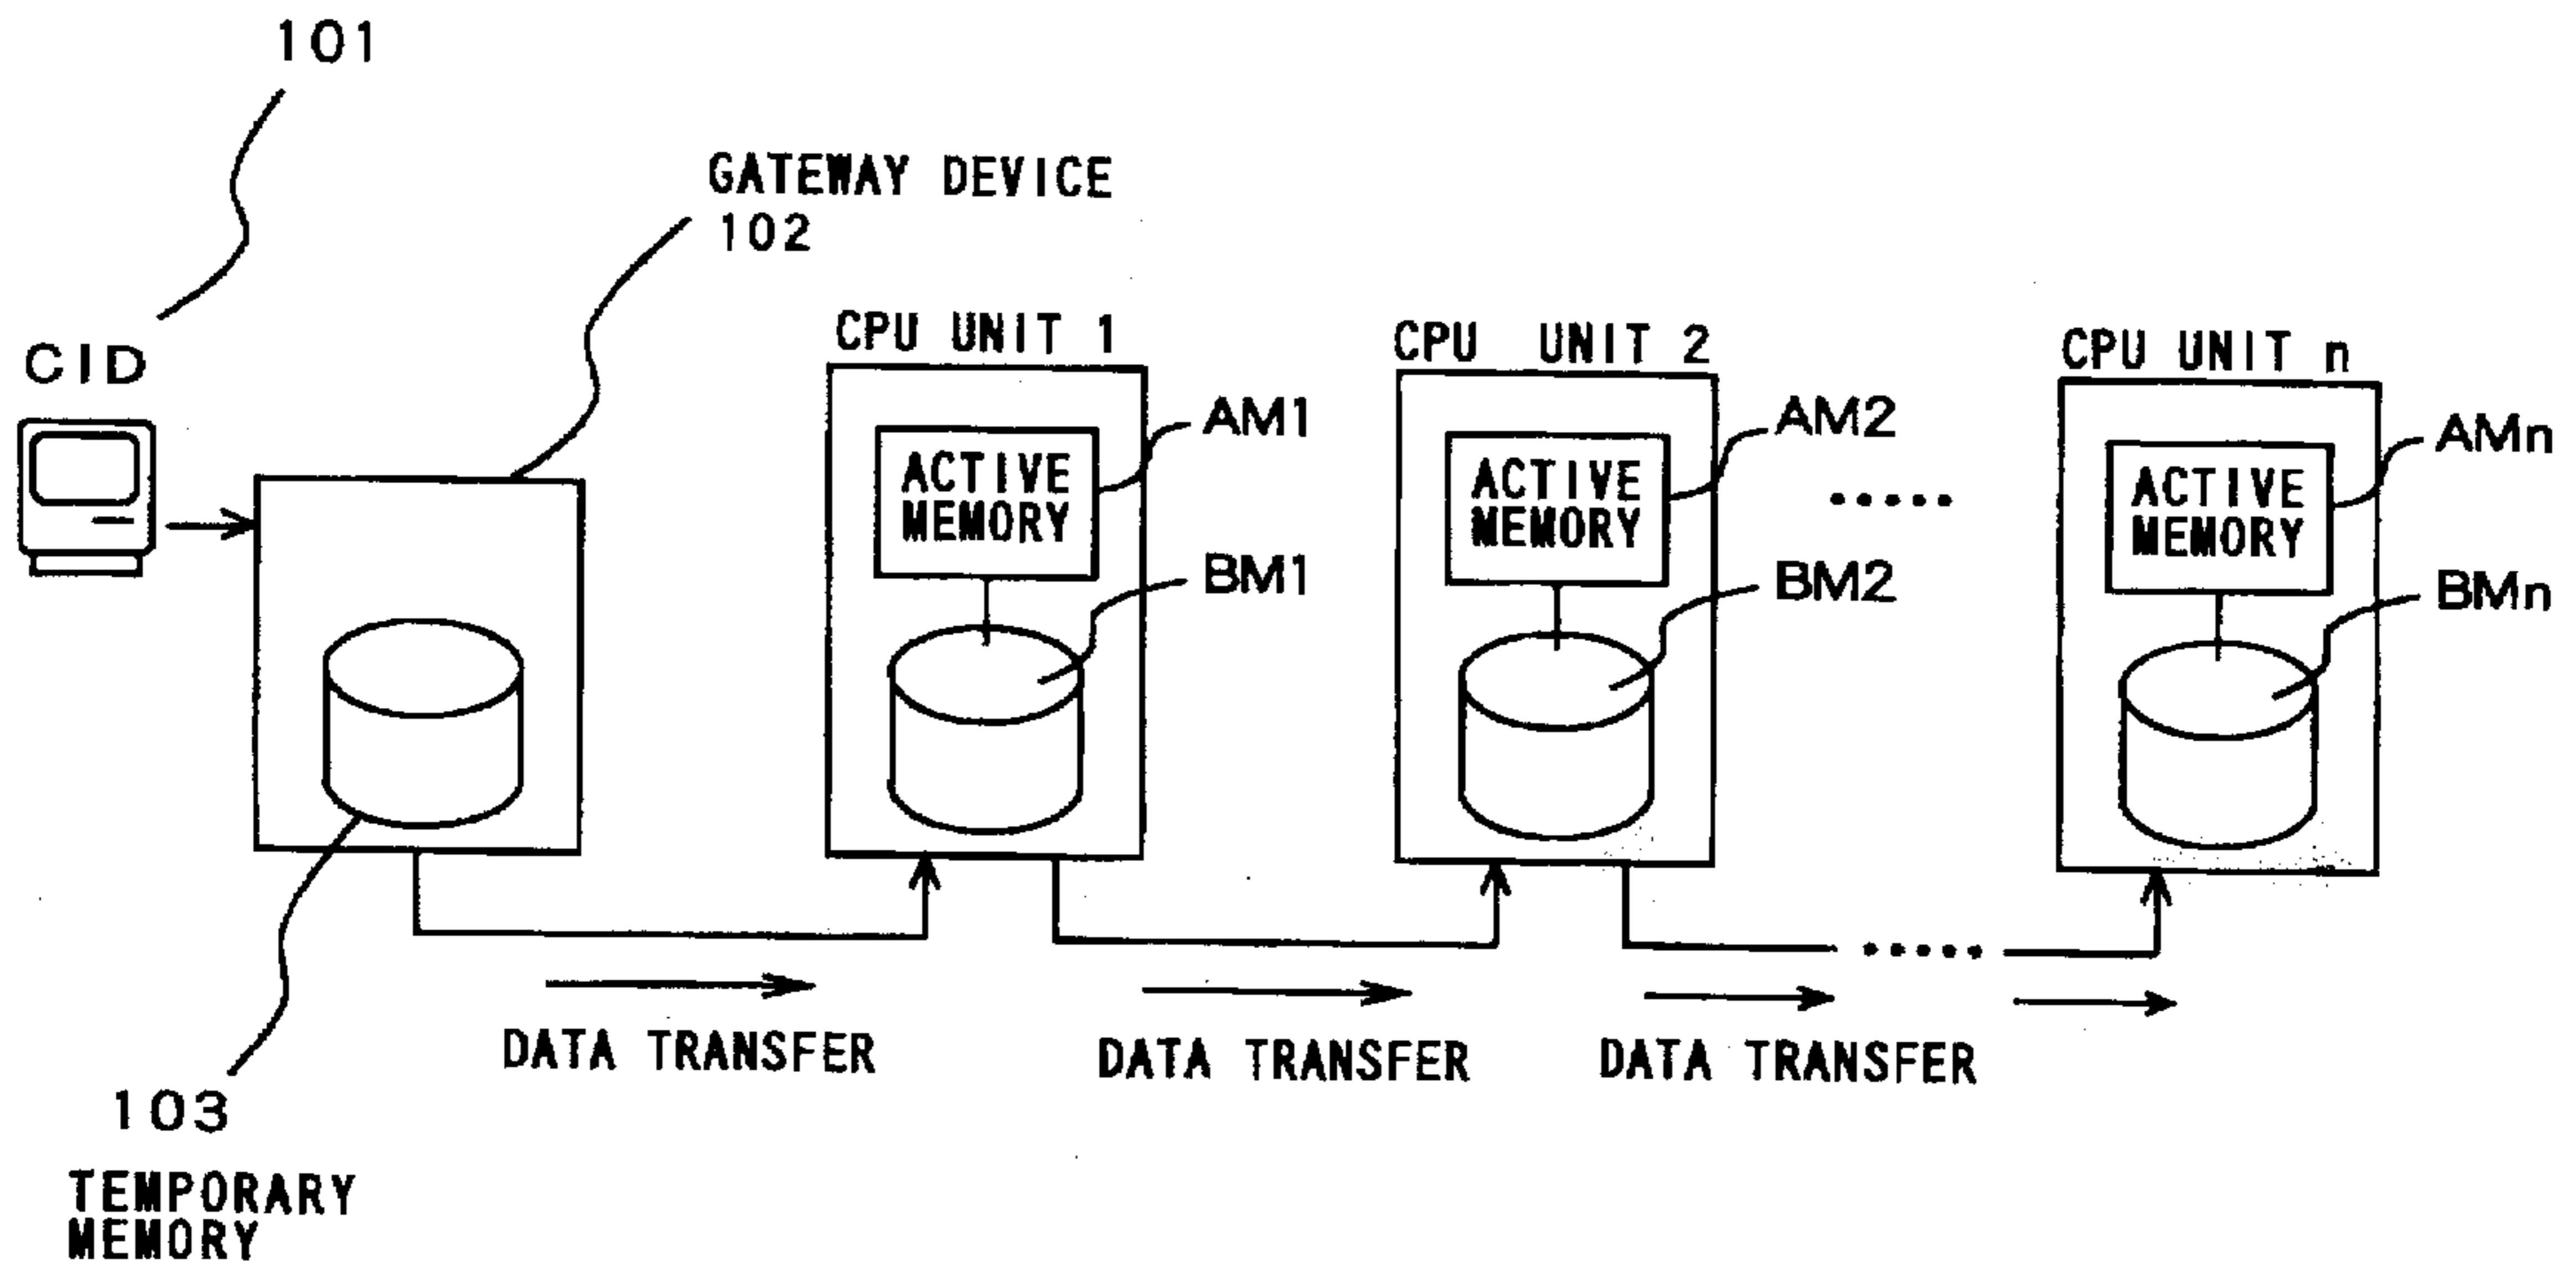 101
GATEWAY DEVICE
102
CID
CPU UNIT 1
CPU UNIT 2
CPU UNIT n
ACTIVE
MEMORY
AM1
BM1
ACTIVE
MEMORY
AM2
BM2
.....
ACTIVE
MEMORY
AMn
BMn
.....
DATA TRANSFER
DATA TRANSFER
DATA TRANSFER
103
TEMPORARY
MEMORY